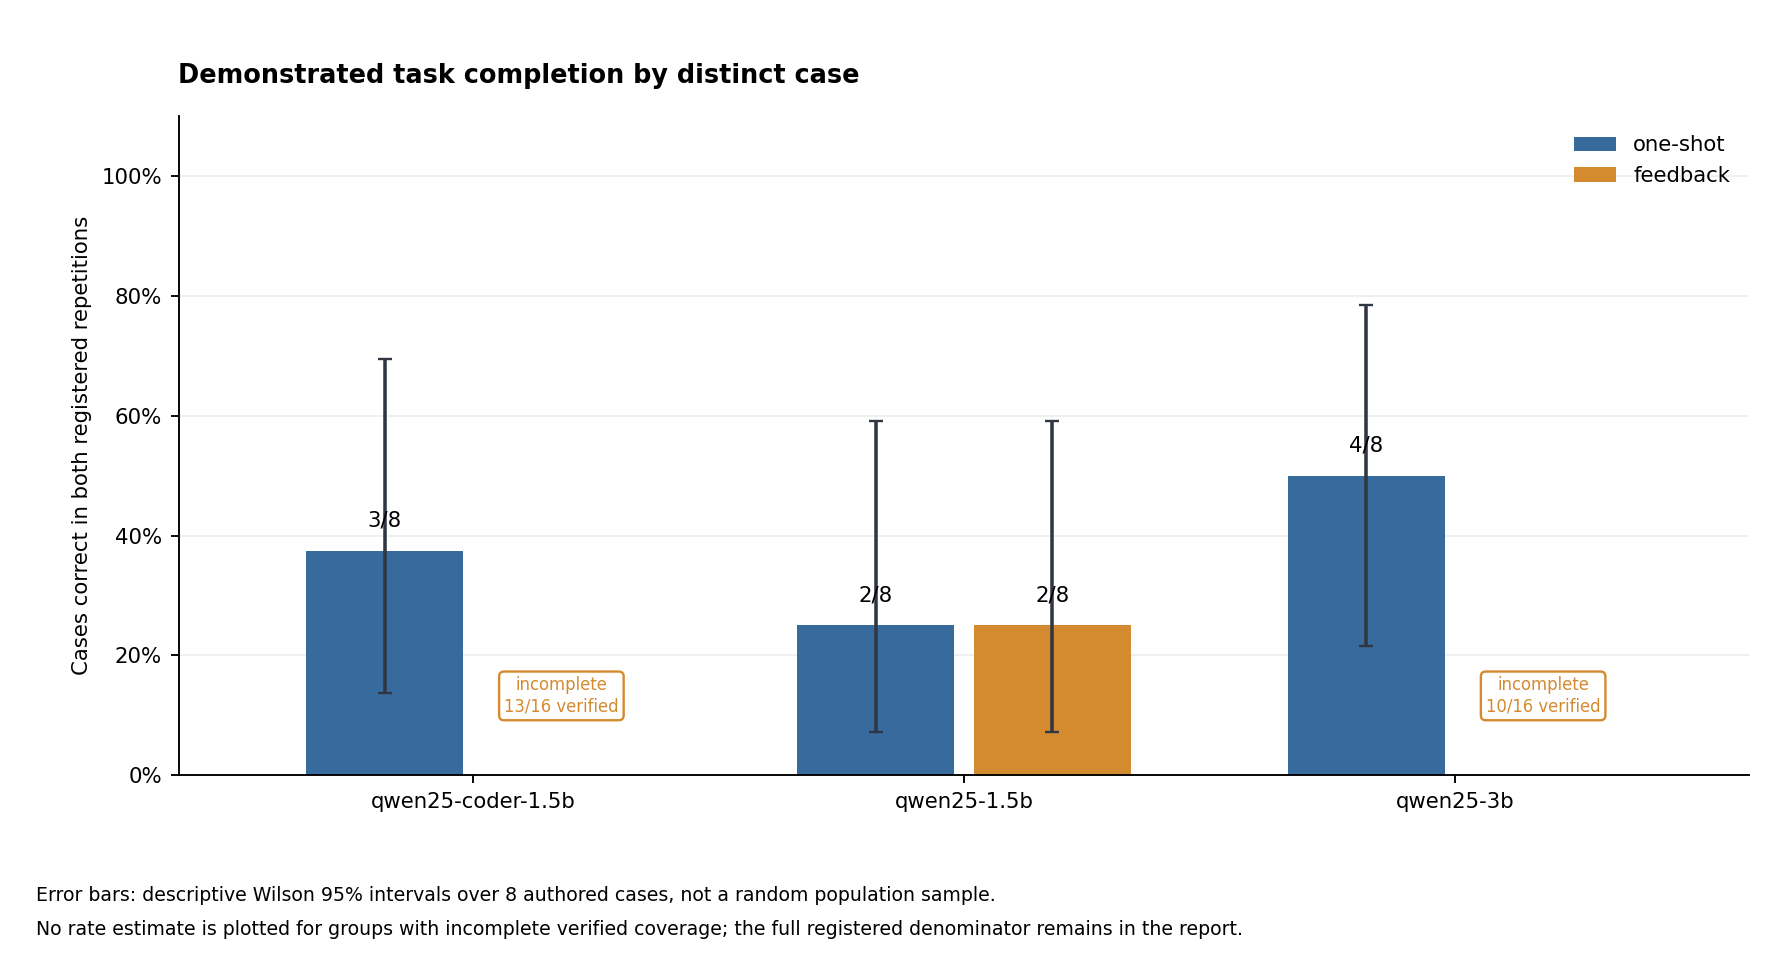 Demonstrated task completion by distinct case
one-shot
feedback
Cases correct in both registered repetitions
100%
80%
60%
40%
20%
0%
3/8
2/8
2/8
4/8
incomplete
13/16 verified
incomplete
10/16 verified
qwen25-coder-1.5b
qwen25-1.5b
qwen25-3b
Error bars: descriptive Wilson 95% intervals over 8 authored cases, not a random population sample.
No rate estimate is plotted for groups with incomplete verified coverage; the full registered denominator remains in the report.